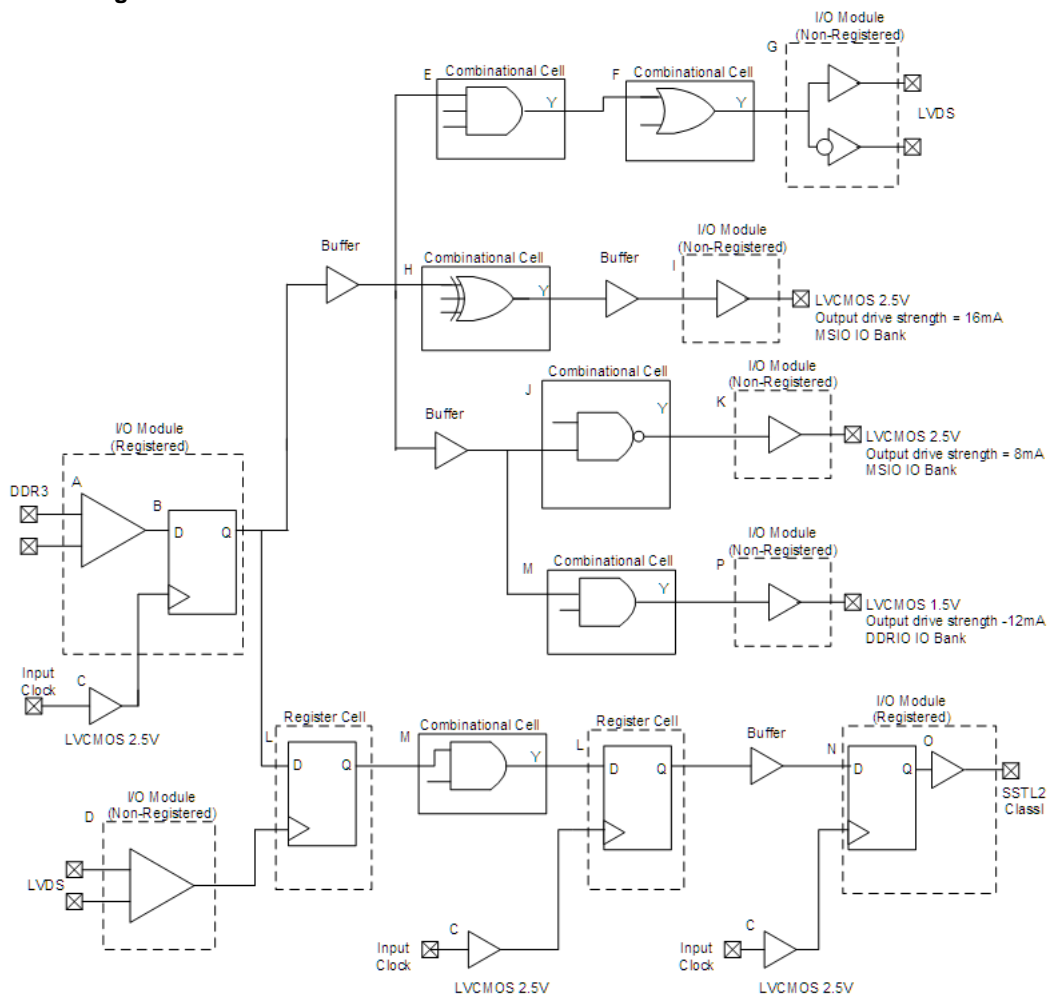 I/O Module
(Non-Registered)
G
E
Combinational Cell
F
Combinational Cell
Y
Y
LVDS
Buffer
H
Combinational Cell
Y
Buffer
I/O Module
(Non-Registered)
I
LVCMOS 2.5V
Output drive strength = 16mA
MSIO IO Bank
Buffer
J
Combinational Cell
Y
I/O Module
(Non-Registered)
K
LVCMOS 2.5V
Output drive strength = 8mA
MSIO IO Bank
I/O Module
(Registered)
A
DDR3
B
D
Q
M
Combinational Cell
Y
I/O Module
(Non-Registered)
P
LVCMOS 1.5V
Output drive strength -12mA
DDRIO IO Bank
Input
Clock
C
LVCMOS 2.5V
Register Cell
L
D
Q
M
Combinational Cell
Y
Register Cell
L
D
Q
Buffer
I/O Module
(Registered)
N
D
Q
O
SSTL2
ClassI
I/O Module
(Non-Registered)
D
LVDS
Input
Clock
C
LVCMOS 2.5V
Input
Clock
C
LVCMOS 2.5V